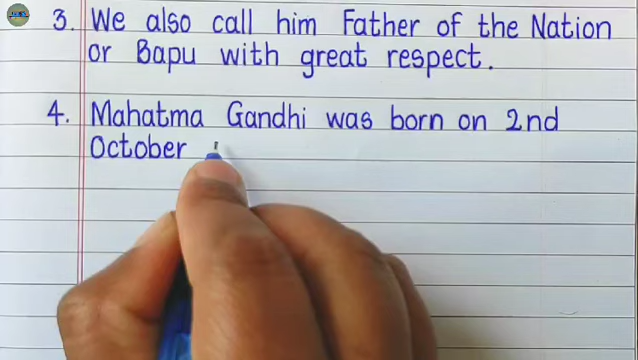 3. We also call him Father of the Nation
or Bapu with great respect.
4. Mahatma Gandhi was born on 2nd
October